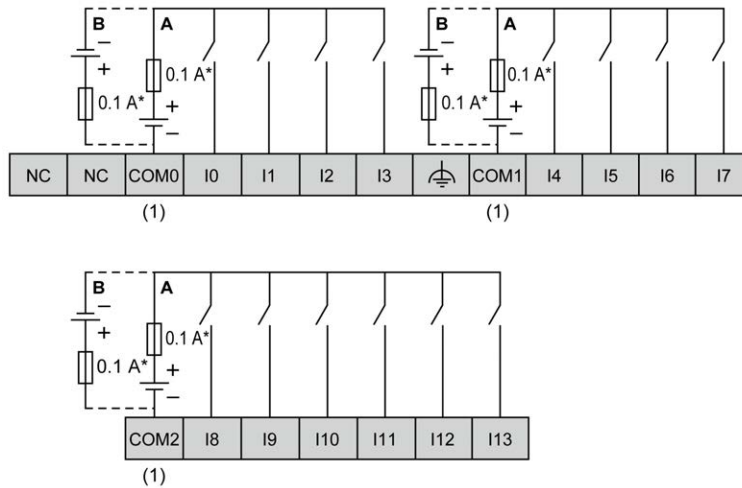 B − A B − A
+ 0.1 A* + 0.1 A*
0.1 A* + 0.1 A* +
− −
NC NC COM0 I0 I1 I2 I3 COM1 I4 I5 I6 I7
(1) (1)
B − A
+ 0.1 A*
0.1 A* +
−
COM2 I8 I9 I10 I11 I12 I13
(1)